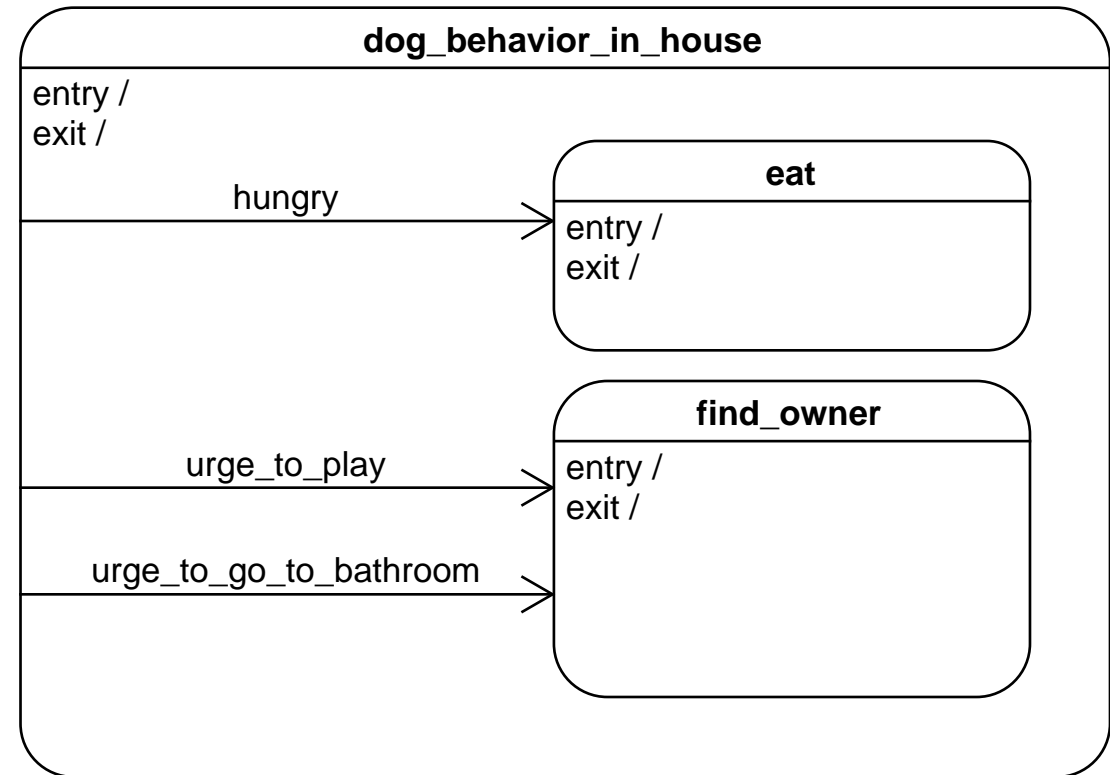 dog_behavior_in_house
entry /
exit /
hungry
eat
entry /
exit /
find_owner
urge_to_play
entry /
exit /
urge_to_go_to_bathroom